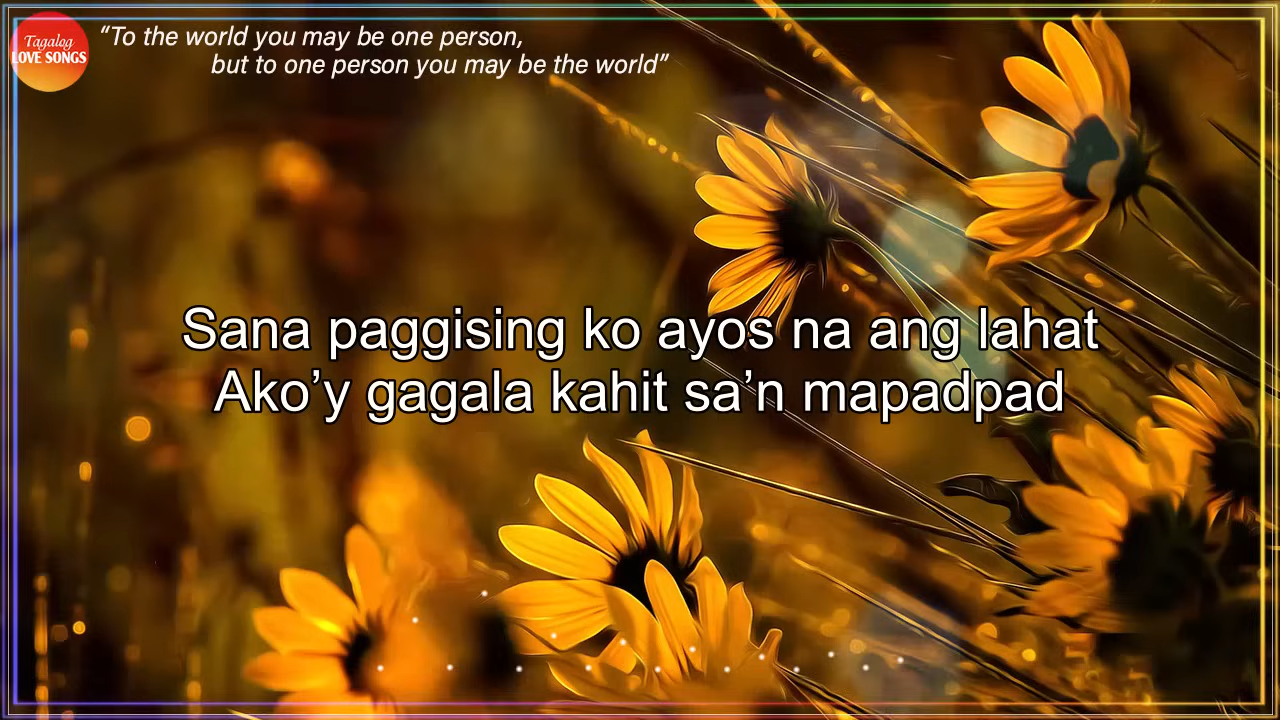 Tagalog
LOVE SONGS
“To the world you may be one person,
but to one person you may be the world”
Sana paggising ko ayos na ang lahat
Ako’y gagala kahit sa’n mapadpad